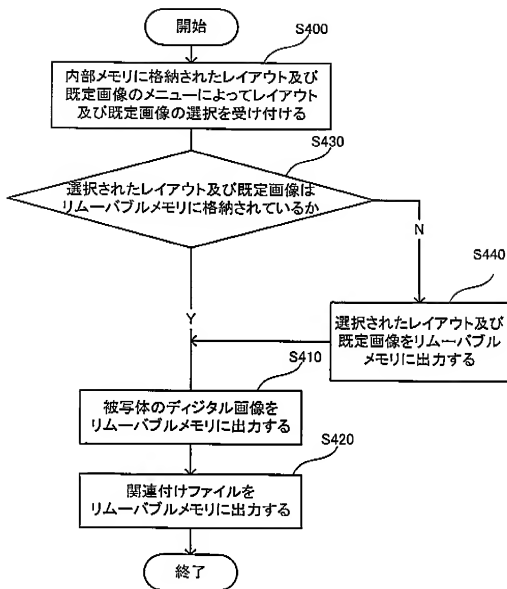 開始
S400
内部メモリに格納されたレイアウト及び
既定画像のメニューによってレイアウト
及び既定画像の選択を受け付ける
S430
選択されたレイアウト及び既定画像は
リムーバブルメモリに格納されているか
N
S440
Y
選択されたレイアウト及び
既定画像をリムーバブル
メモリに出力する
S410
被写体のディジタル画像を
リムーバブルメモリに出力する
S420
関連付けファイルを
リムーバブルメモリに出力する
終了